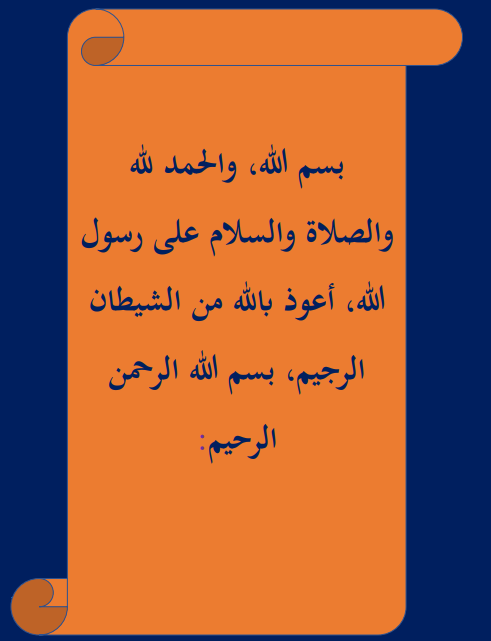 بسم الله، والحمد لله
والصلاة والسلام على رسول
الله، أعوذ بالله من الشيطان
الرجيم، بسم الله الرحمن
الرحيم: